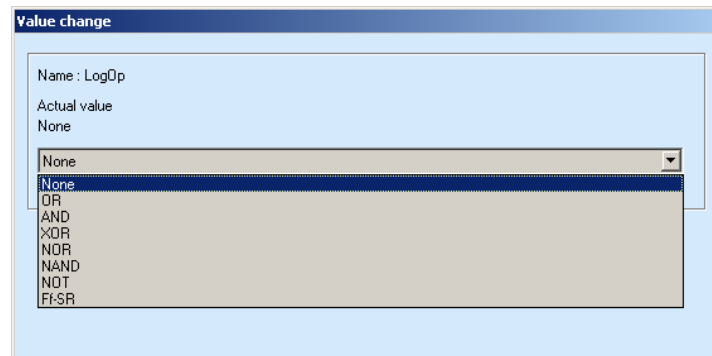 Value change
Name : LogOp
Actual value
None
None
None
OR
AND
XOR
NOR
NAND
NOT
Ff-SR